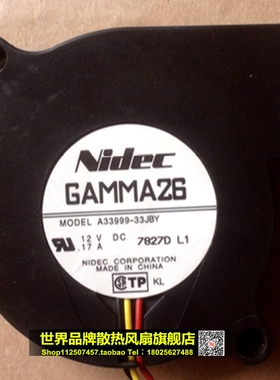 Nidec
GAMMA26
MODEL A33999-33JBY
12 V DC 7827D L1
.17 A
NIDEC CORPORATION
MADE IN CHINA
TP KL
世界品牌散热风扇旗舰店
Shop112507457.taobao Tel：18025627488